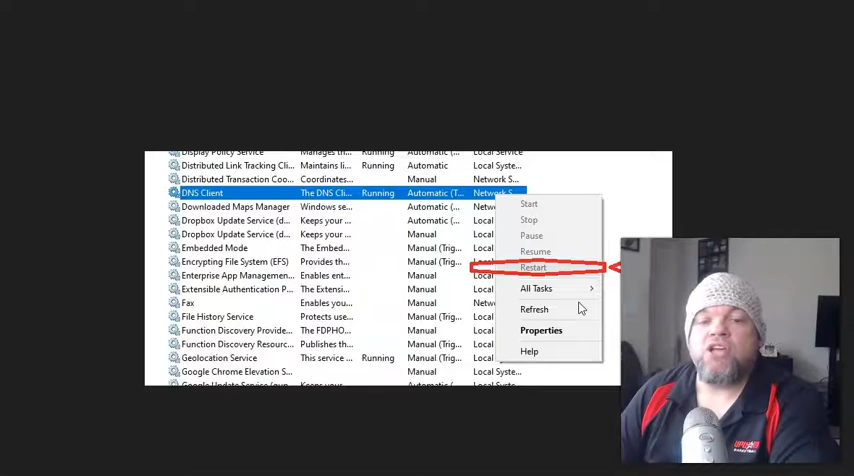 Display Policy Service Manages th... Running Automatic (... Local Service
Distributed Link Tracking Cli... Maintains li... Running Automatic Local Syste...
Distributed Transaction Coo... Coordinates... Manual Network S...
DNS Client The DNS Cli... Running Automatic (T... Network S...
Downloaded Maps Manager Windows se... Automatic (... Netw
Dropbox Update Service (d... Keeps your ... Automatic (... Local
Dropbox Update Service (d... Keeps your ... Manual Local
Embedded Mode The Embed... Manual (Trig... Local
Encrypting File System (EFS) Provides th... Manual (Trig...
Enterprise App Managemen... Enables ent... Manual Local
Extensible Authentication P... The Extensi... Manual Local
Fax Enables you... Manual Netw
File History Service Protects use... Manual (Trig... Local
Function Discovery Provide... The FDPHO... Manual Local
Function Discovery Resourc... Publishes th... Manual (Trig... Local
Geolocation Service This service ... Running Manual (Trig... Local
Google Chrome Elevation S... Manual Local Syste...
Start
Stop
Pause
Resume
Restart
All Tasks
Refresh
Properties
Help